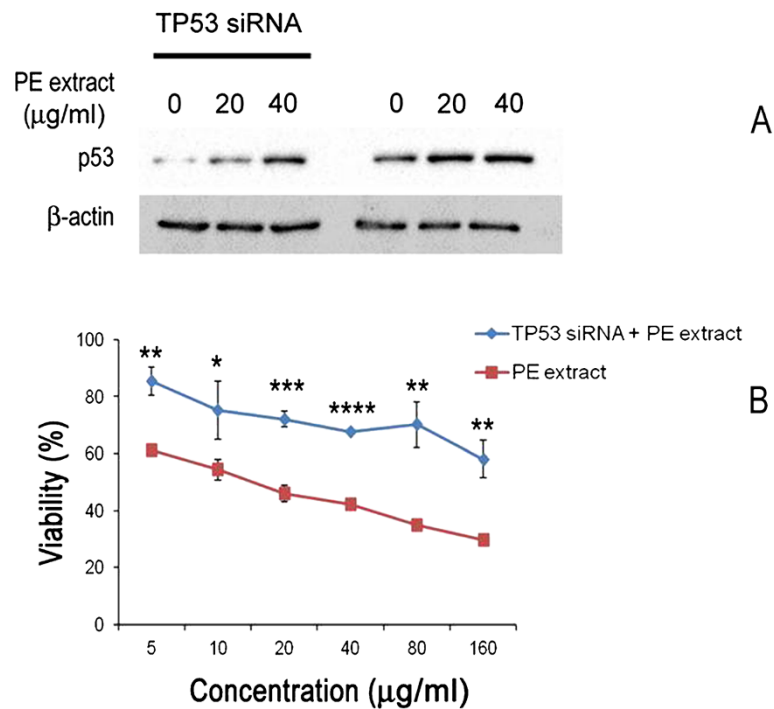 TP53 siRNA
PE extract
(μg/ml)
0 20 40 0 20 40
A
p53
β-actin
TP53 siRNA + PE extract
PE extract
B
Viability (%)
100
80
60
40
20
0
** * *** **** ** **
5 10 20 40 80 160
Concentration (μg/ml)